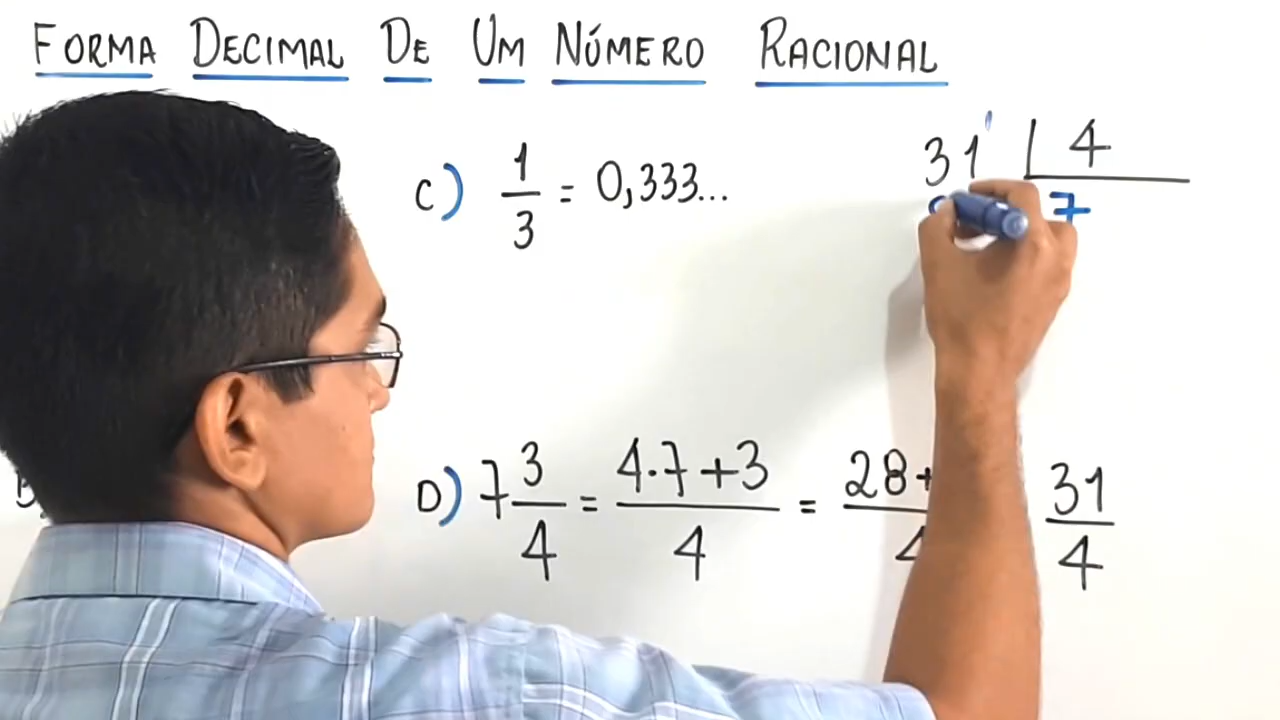 FORMA DECIMAL DE UM NÚMERO RACIONAL
C) 1/3 = 0,333...
31' | 4
7
D) 7 3/4 = 4·7+3/4 = 28+ 31/4